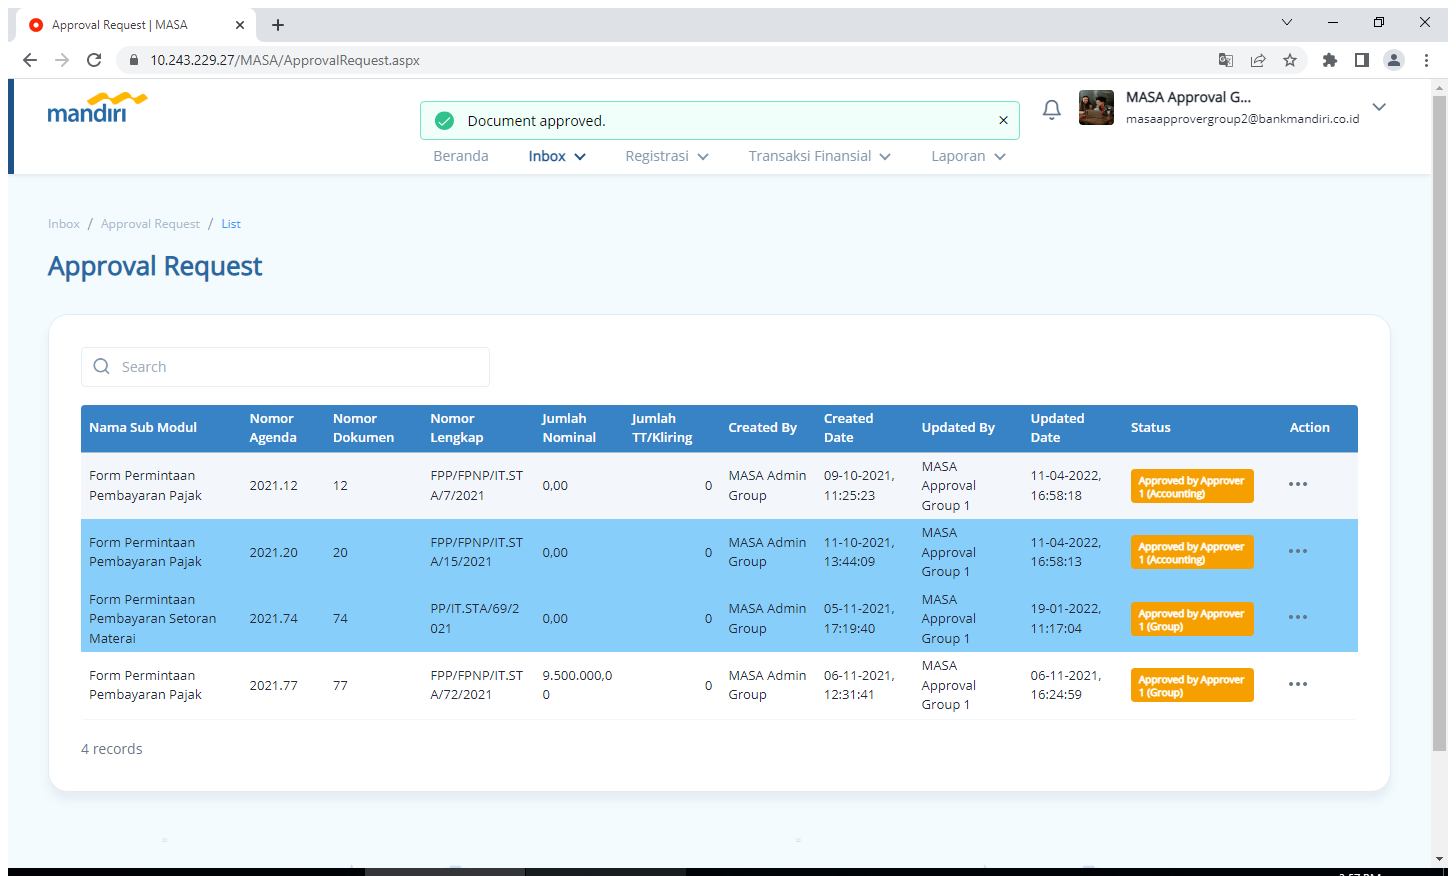 Approval Request | MASA
10.243.229.27/MASA/ApprovalRequest.aspx
mandiri
Document approved.
MASA Approval G...
masaapprovergroup2@bankmandiri.co.id
Beranda Inbox Registrasi Transaksi Finansial Laporan
Inbox / Approval Request / List
Approval Request
Search
Nama Sub Modul
Nomor
Agenda
Nomor
Dokumen
Nomor
Lengkap
Jumlah
Nominal
Jumlah
TT/Kliring
Created By
Created
Date
Updated By
Updated
Date
Status
Action
Form Permintaan
Pembayaran Pajak
2021.12
12
FPP/FPNP/IT.ST
A/7/2021
0,00
0
MASA Admin
Group
09-10-2021,
11:25:23
MASA
Approval
Group 1
11-04-2022,
16:58:18
Approved by Approver
1 (Accounting)
Form Permintaan
Pembayaran Pajak
2021.20
20
FPP/FPNP/IT.ST
A/15/2021
0,00
0
MASA Admin
Group
11-10-2021,
13:44:09
MASA
Approval
Group 1
11-04-2022,
16:58:13
Approved by Approver
1 (Accounting)
Form Permintaan
Pembayaran Setoran
Materai
2021.74
74
PP/IT.STA/69/2
021
0,00
0
MASA Admin
Group
05-11-2021,
17:19:40
MASA
Approval
Group 1
19-01-2022,
11:17:04
Approved by Approver
1 (Group)
Form Permintaan
Pembayaran Pajak
2021.77
77
FPP/FPNP/IT.ST
A/72/2021
9.500.000,0
0
0
MASA Admin
Group
06-11-2021,
12:31:41
MASA
Approval
Group 1
06-11-2021,
16:24:59
Approved by Approver
1 (Group)
4 records